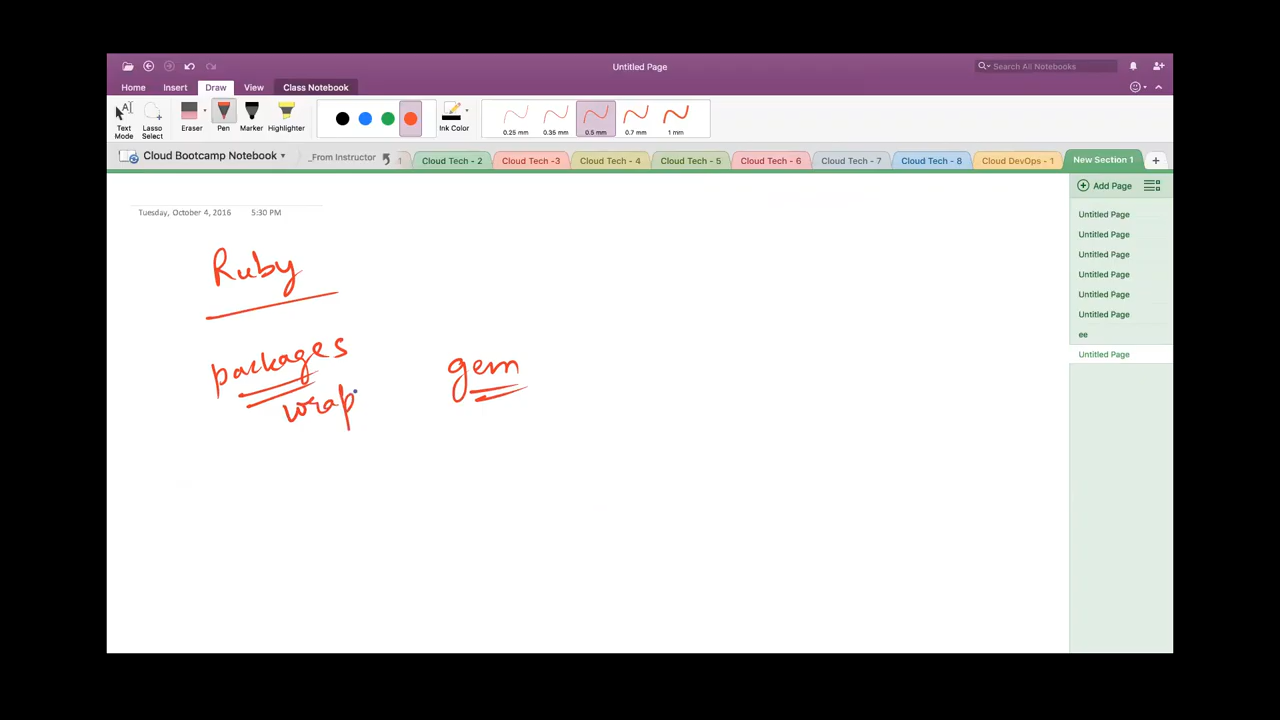 Untitled Page
Search All Notebooks
Home Insert Draw View Class Notebook
Text Mode
Lasso Select
Eraser
Pen
Marker
Highlighter
Ink Color
0.25 mm 0.35 mm 0.5 mm 0.7 mm 1 mm
Cloud Bootcamp Notebook
_From Instructor
1 Cloud Tech - 2 Cloud Tech -3 Cloud Tech - 4 Cloud Tech - 5 Cloud Tech - 6 Cloud Tech - 7 Cloud Tech - 8 Cloud DevOps - 1 New Section 1
Add Page
Tuesday, October 4, 2016 5:30 PM
Ruby
packages
gem
wrap
Untitled Page
Untitled Page
Untitled Page
Untitled Page
Untitled Page
Untitled Page
ee
Untitled Page